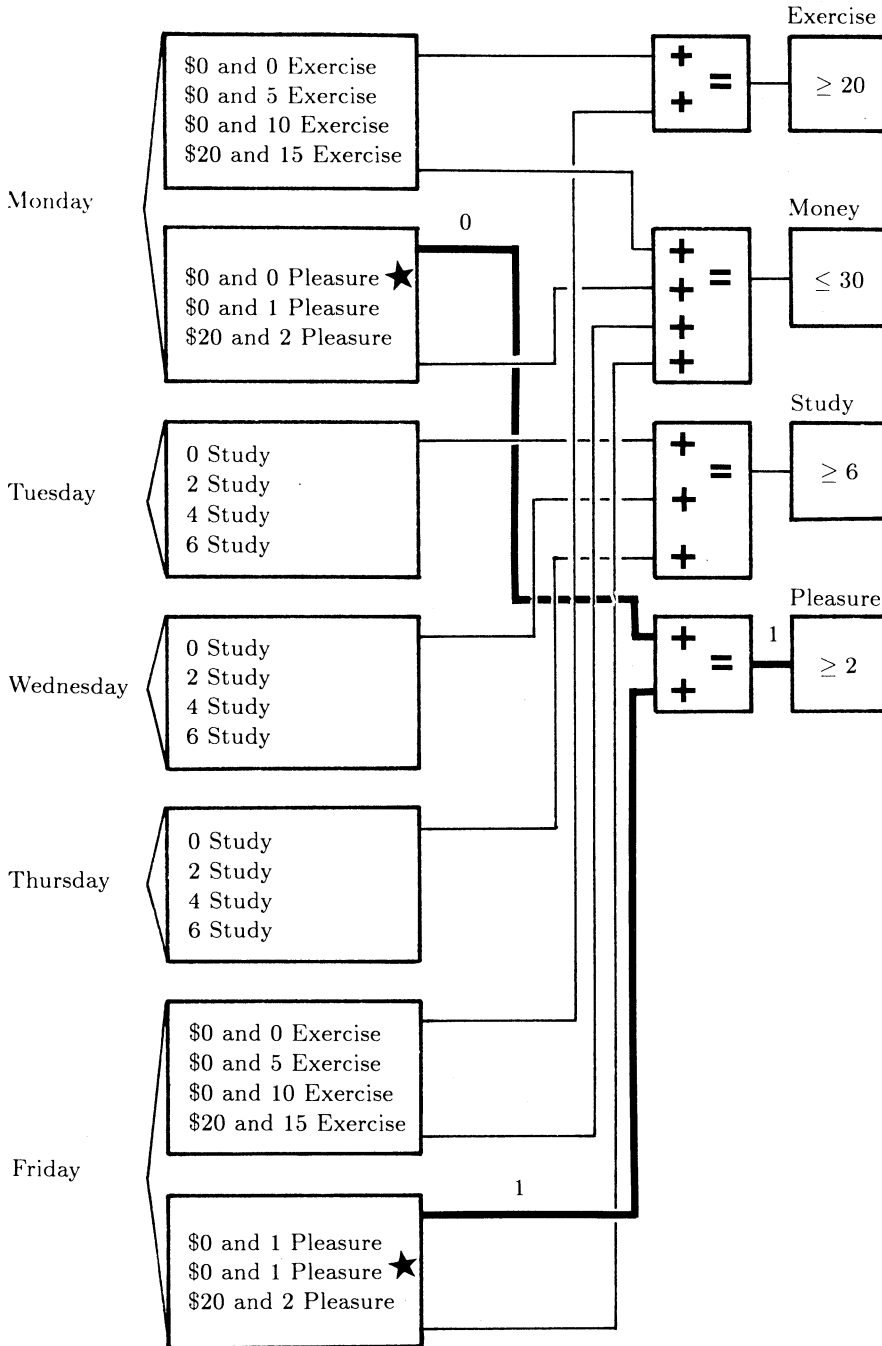 Exercise
$0 and 0 Exercise
$0 and 5 Exercise
$0 and 10 Exercise
$20 and 15 Exercise
+
+
=
≥ 20
Monday
0
Money
$0 and 0 Pleasure ★
$0 and 1 Pleasure
$20 and 2 Pleasure
+
+
+
+
=
≤ 30
Study
Tuesday
0 Study
2 Study
4 Study
6 Study
+
+
+
=
≥ 6
Pleasure
Wednesday
0 Study
2 Study
4 Study
6 Study
+
+
=
1
≥ 2
Thursday
0 Study
2 Study
4 Study
6 Study
$0 and 0 Exercise
$0 and 5 Exercise
$0 and 10 Exercise
$20 and 15 Exercise
Friday
1
$0 and 1 Pleasure
$0 and 1 Pleasure ★
$20 and 2 Pleasure